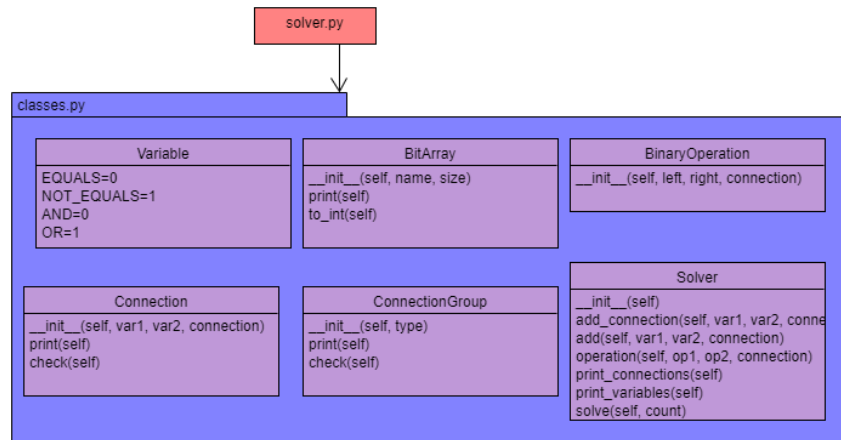 solver.py
classes.py
Variable
EQUALS=0
NOT_EQUALS=1
AND=0
OR=1
BitArray
__init__(self, name, size)
print(self)
to_int(self)
BinaryOperation
__init__(self, left, right, connection)
Connection
__init__(self, var1, var2, connection)
print(self)
check(self)
ConnectionGroup
__init__(self, type)
print(self)
check(self)
Solver
__init__(self)
add_connection(self, var1, var2, conne
add(self, var1, var2, connection)
operation(self, op1, op2, connection)
print_connections(self)
print_variables(self)
solve(self, count)